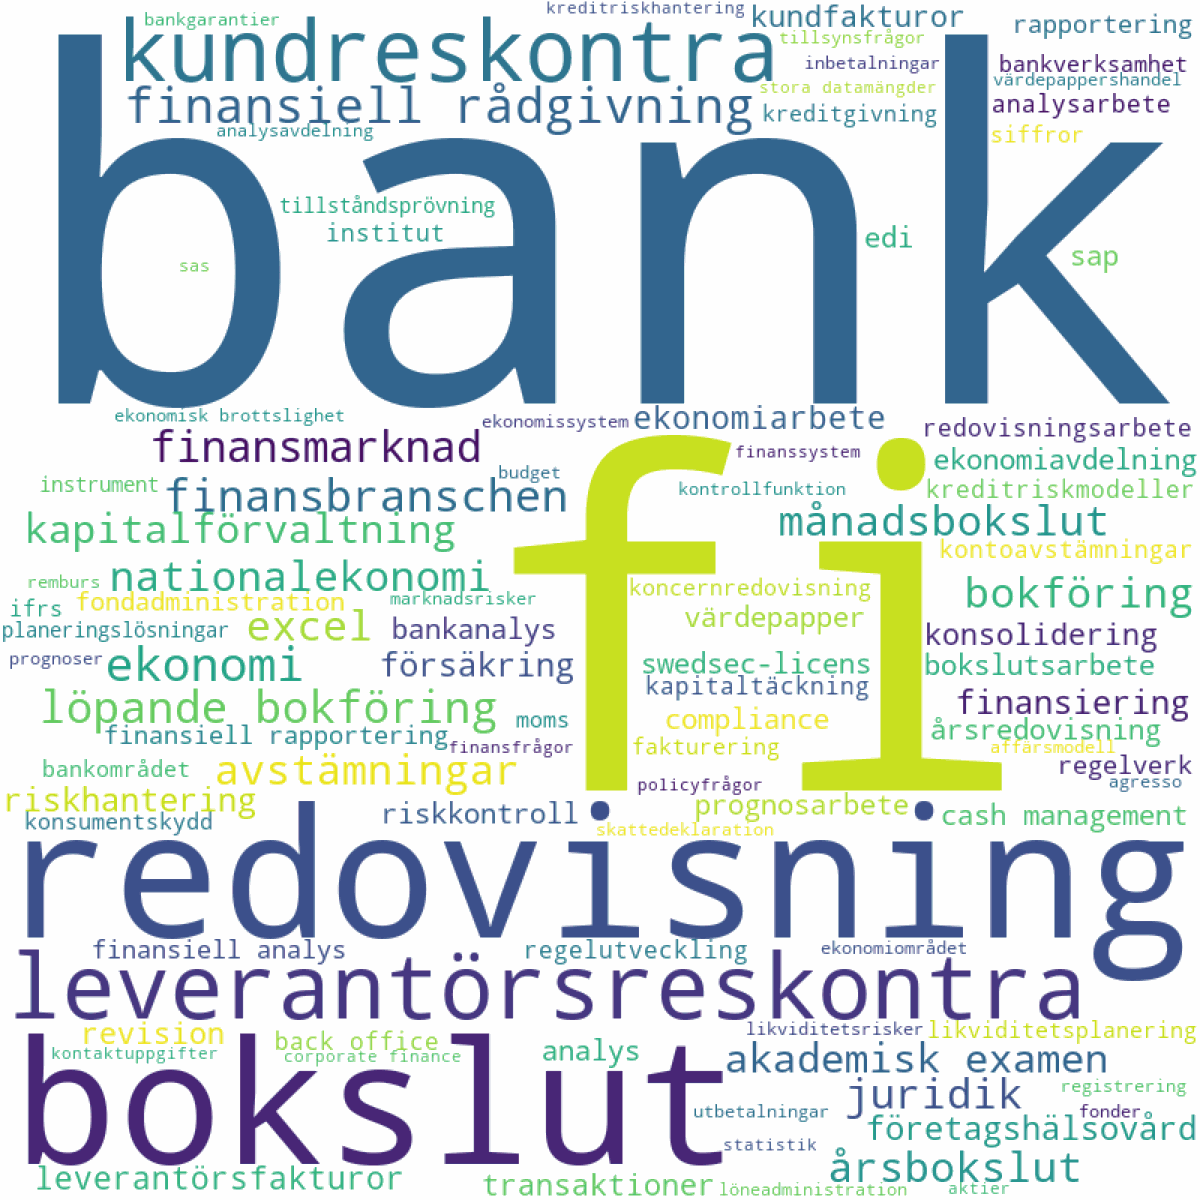 bankgarantier
kreditriskhantering
kundfakturor
rapportering
kundreskontra
tillsynsfrågor
inbetalningar
bankverksamhet
värdepappershandel
stora datamängder
finansiell rådgivning
kreditgivning
analysarbete
analysavdelning
siffror
bank
tillståndsprövning
institut
edi
sap
sas
ekonomisk brottslighet
ekonomissystem
ekonomiarbete
redovisningsarbete
finansmarknad
finanssystem
ekonomiavdelning
budget
instrument
finansbranschen
kontrollfunktion
kreditriskmodeller
fi
kapitalförvaltning
månadsbokslut
kontoavstämningar
remburs
nationalekonomi
koncernredovisning
bokföring
ifrs
fondadministration
marknadsrisker
värdepapper
planeringslösningar
excel
bankanalys
konsolidering
prognoser
ekonomi
försäkring
swedsec-licens
bokslutsarbete
kapitaltäckning
löpande bokföring
moms
compliance
finansiering
årsredovisning
finansiell rapportering
finansfrågor
fakturering
affärsmodell
bankområdet
avstämningar
regelverk
policyfrågor
agresso
riskhantering
riskkontroll
prognosarbete
cash management
konsumentskydd
skattedeklaration
redovisning
finansiell analys
regelutveckling
ekonomiområdet
leverantörsreskontra
revision
back office
likviditetsrisker
likviditetsplanering
kontaktuppgifter
corporate finance
analys
akademisk examen
bokslut
juridik
registrering
utbetalningar
fonder
företagshälsovård
statistik
årsbokslut
leverantörsfakturor
transaktioner
löneadministration
aktier